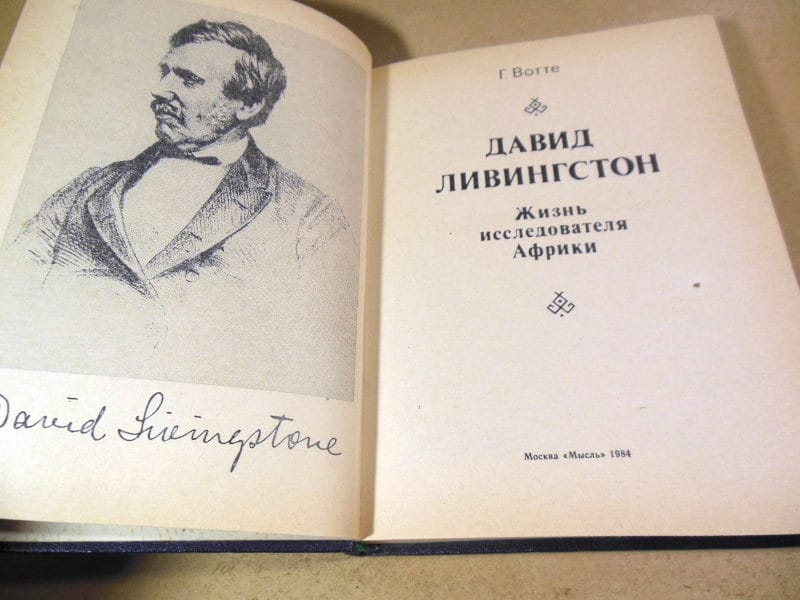 David Livingstone
Г. Вотте
ДАВИД
ЛИВИНГСТОН
Жизнь
исследователя
Африки
Москва «Мысль» 1984